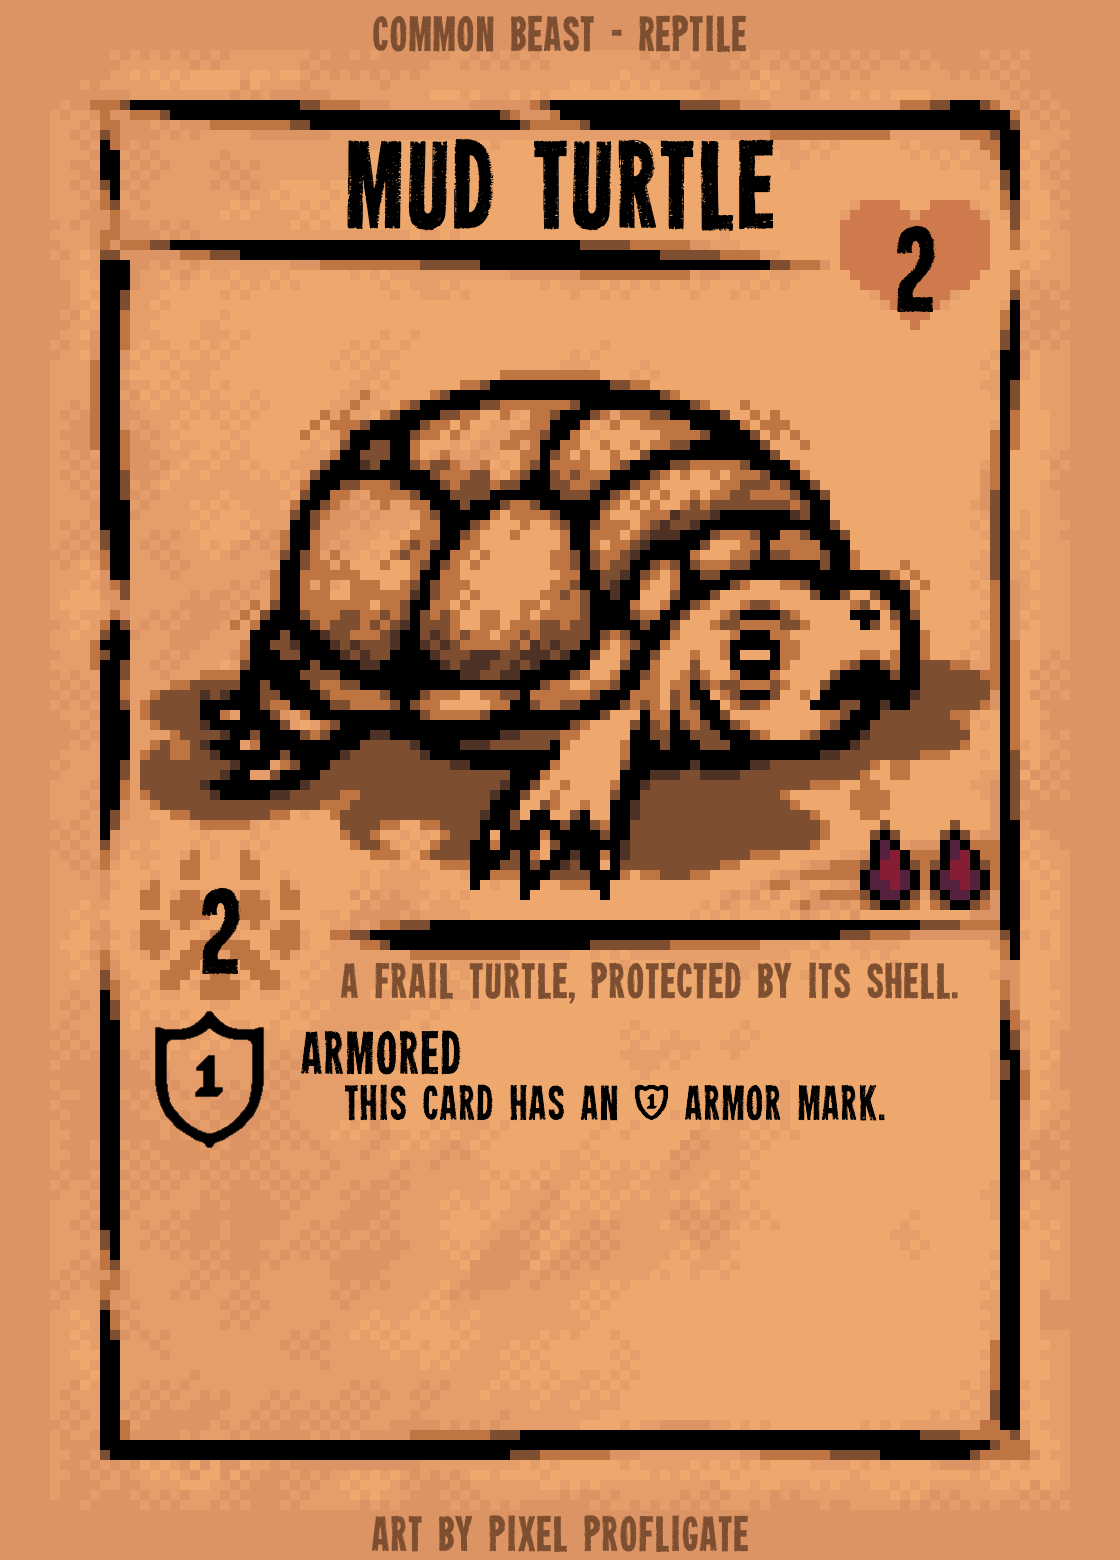 COMMON BEAST - REPTILE
MUD TURTLE
2
2
A FRAIL TURTLE, PROTECTED BY ITS SHELL.
1
ARMORED
THIS CARD HAS AN 1 ARMOR MARK.
ART BY PIXEL PROFLIGATE